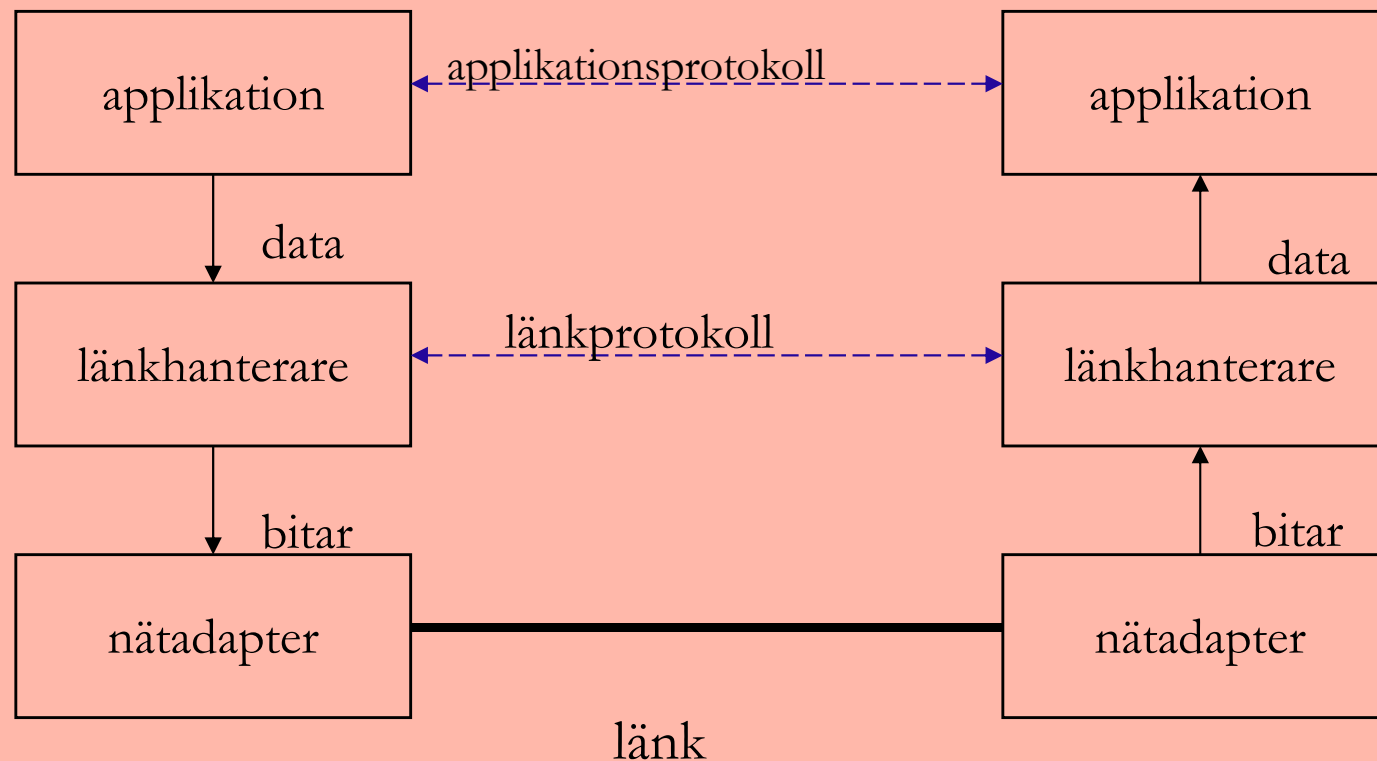 applikation
applikationsprotokoll
applikation
data
data
länkhanterare
länkprotokoll
länkhanterare
bitar
bitar
nätadapter
nätadapter
länk